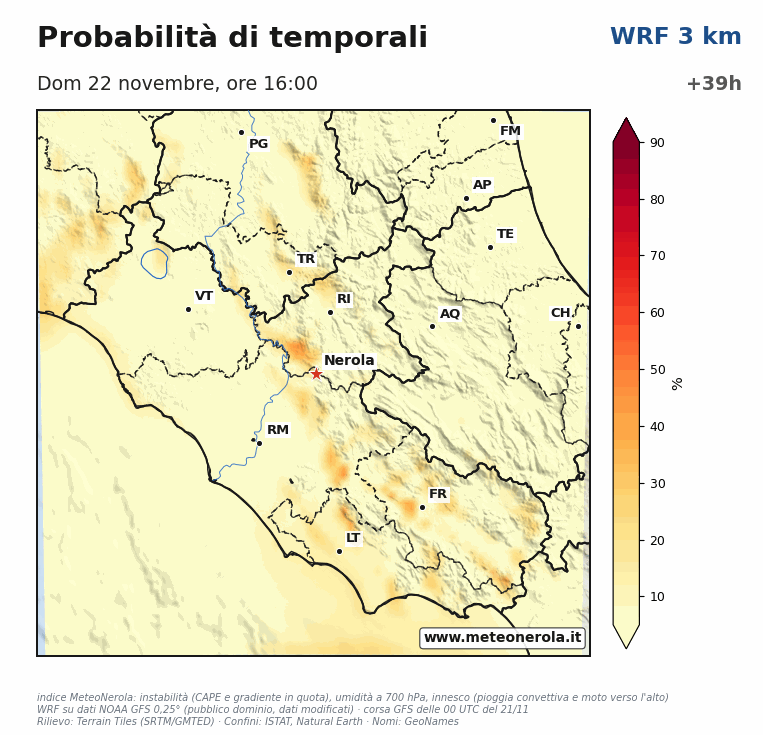 Probabilità di temporali
WRF 3 km
Dom 22 novembre, ore 16:00
+39h
FM
PG
AP
TE
TR
VT
RI
AQ
CH
Nerola
RM
FR
LT
90
80
70
60
50
40
30
20
10
%
www.meteonerola.it
indice MeteoNerola: instabilità (CAPE e gradiente in quota), umidità a 700 hPa, innesco (pioggia convettiva e moto verso l'alto)
WRF su dati NOAA GFS 0,25° (pubblico dominio, dati modificati) · corsa GFS delle 00 UTC del 21/11
Rilievo: Terrain Tiles (SRTM/GMTED) · Confini: ISTAT, Natural Earth · Nomi: GeoNames